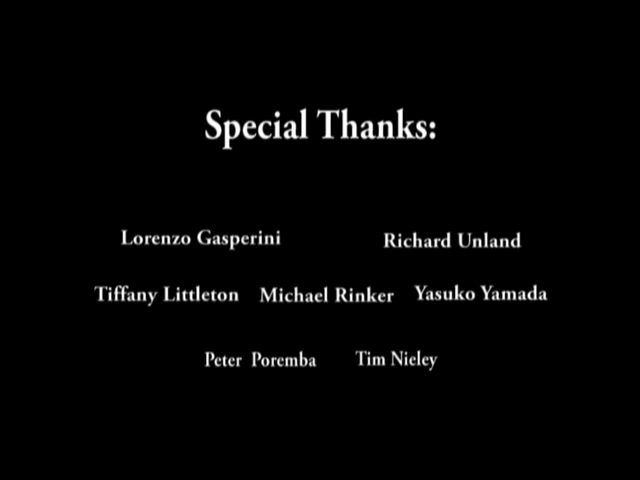 Special Thanks:
Lorenzo Gasperini Richard Unland
Tiffany Littleton Michael Rinker Yasuko Yamada
Peter Poremba Tim Nieley